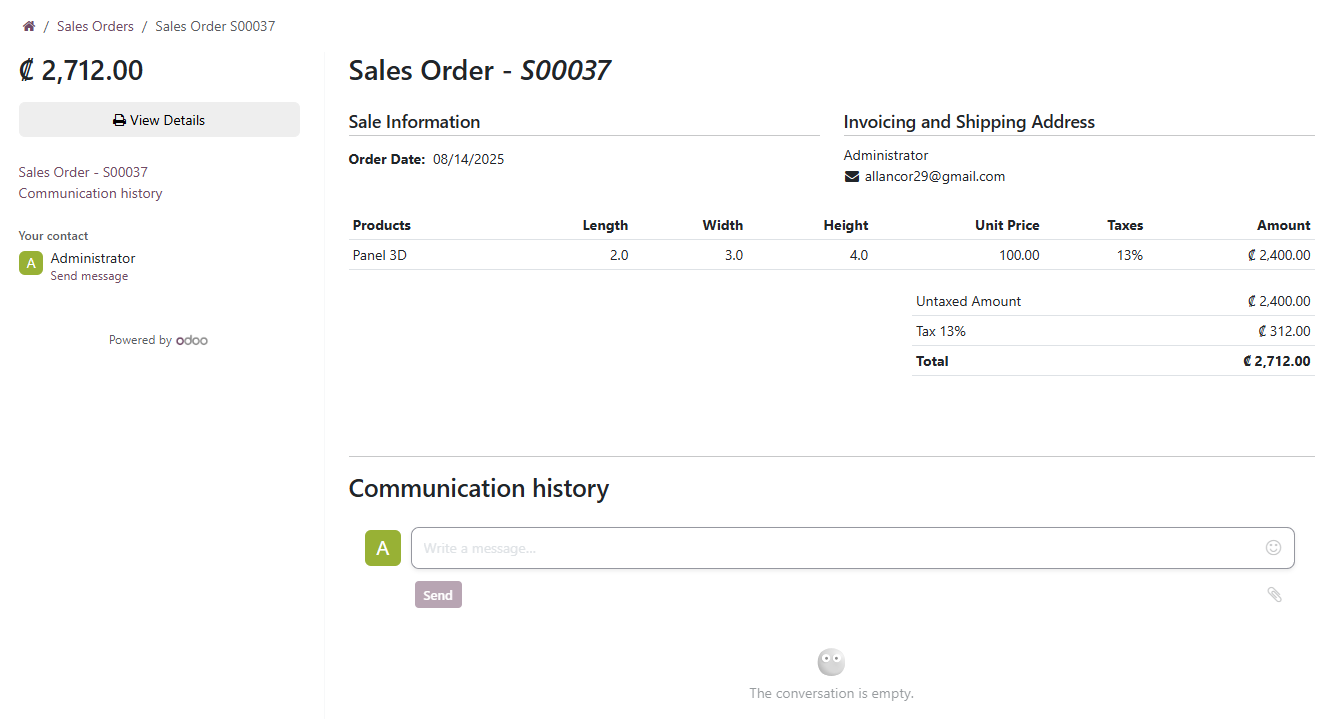 / Sales Orders / Sales Order S00037
₡ 2,712.00
View Details
Sales Order - S00037
Communication history
Your contact
A
Administrator
Send message
Powered by odoo
Sales Order - S00037
Sale Information
Order Date: 08/14/2025
Invoicing and Shipping Address
Administrator
allancor29@gmail.com
Products Length Width Height Unit Price Taxes Amount
Panel 3D 2.0 3.0 4.0 100.00 13% ₡ 2,400.00
Untaxed Amount ₡ 2,400.00
Tax 13% ₡ 312.00
Total ₡ 2,712.00
Communication history
A
Write a message...
Send
The conversation is empty.